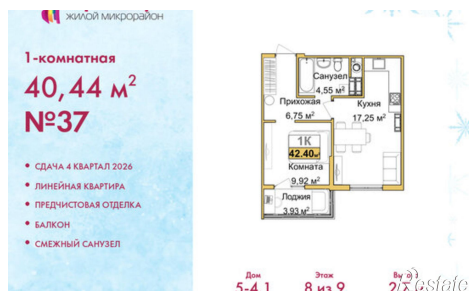 ЖИЛОЙ МИКРОРАЙОН
1-комнатная
40,44 м²
№37
СДАЧА 4 КВАРТАЛ 2026
ЛИНЕЙНАЯ КВАРТИРА
ПРЕДЧИСТОВАЯ ОТДЕЛКА
БАЛКОН
СМЕЖНЫЙ САНУЗЕЛ
Санузел
4,55 м²
Прихожая
6,75 м²
Кухня
17,25 м²
1К
42.40м²
Комната
9,92 м²
Лоджия
3,93 м²
Дом
Этаж
5-4.1
8 из 9
estate